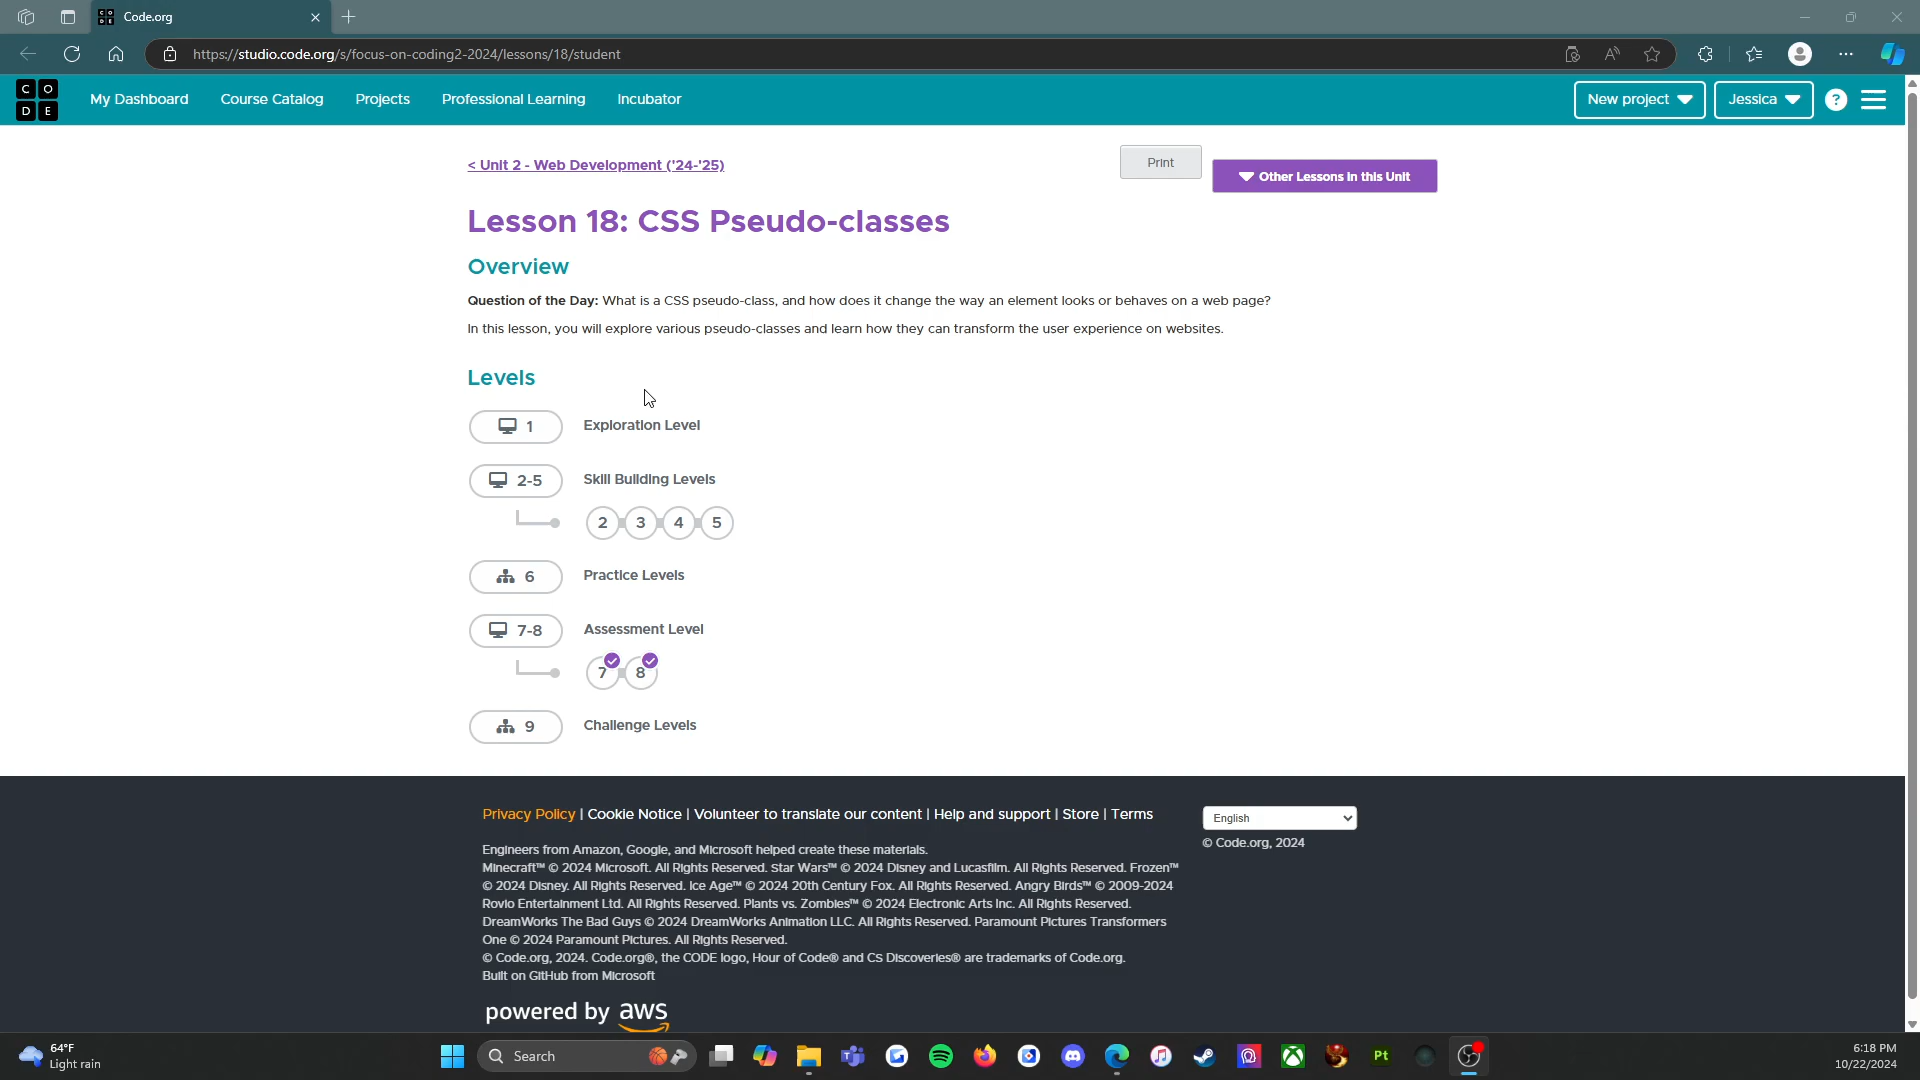 Code.org
https://studio.code.org/s/focus-on-coding2-2024/lessons/18/student
C O
D E
My Dashboard
Course Catalog
Projects
Professional Learning
Incubator
New project
Jessica
?
< Unit 2 - Web Development ('24-'25)
Print
Other Lessons in this Unit
Lesson 18: CSS Pseudo-classes
Overview
Question of the Day: What is a CSS pseudo-class, and how does it change the way an element looks or behaves on a web page?
In this lesson, you will explore various pseudo-classes and learn how they can transform the user experience on websites.
Levels
1 Exploration Level
2-5 Skill Building Levels
2 3 4 5
6 Practice Levels
7-8 Assessment Level
7 8
9 Challenge Levels
Privacy Policy | Cookie Notice | Volunteer to translate our content | Help and support | Store | Terms
English
© Code.org, 2024
Engineers from Amazon, Google, and Microsoft helped create these materials.
Minecraft™ © 2024 Microsoft. All Rights Reserved. Star Wars™ © 2024 Disney and Lucasfilm. All Rights Reserved. Frozen™
© 2024 Disney. All Rights Reserved. Ice Age™ © 2024 20th Century Fox. All Rights Reserved. Angry Birds™ © 2009-2024
Rovio Entertainment Ltd. All Rights Reserved. Plants vs. Zombies™ © 2024 Electronic Arts Inc. All Rights Reserved.
DreamWorks The Bad Guys © 2024 DreamWorks Animation LLC. All Rights Reserved. Paramount Pictures Transformers
One © 2024 Paramount Pictures. All Rights Reserved.
© Code.org, 2024. Code.org®, the CODE logo, Hour of Code® and CS Discoveries® are trademarks of Code.org.
Built on GitHub from Microsoft
powered by aws
64°F
Light rain
Search
Pt
6:18 PM
10/22/2024